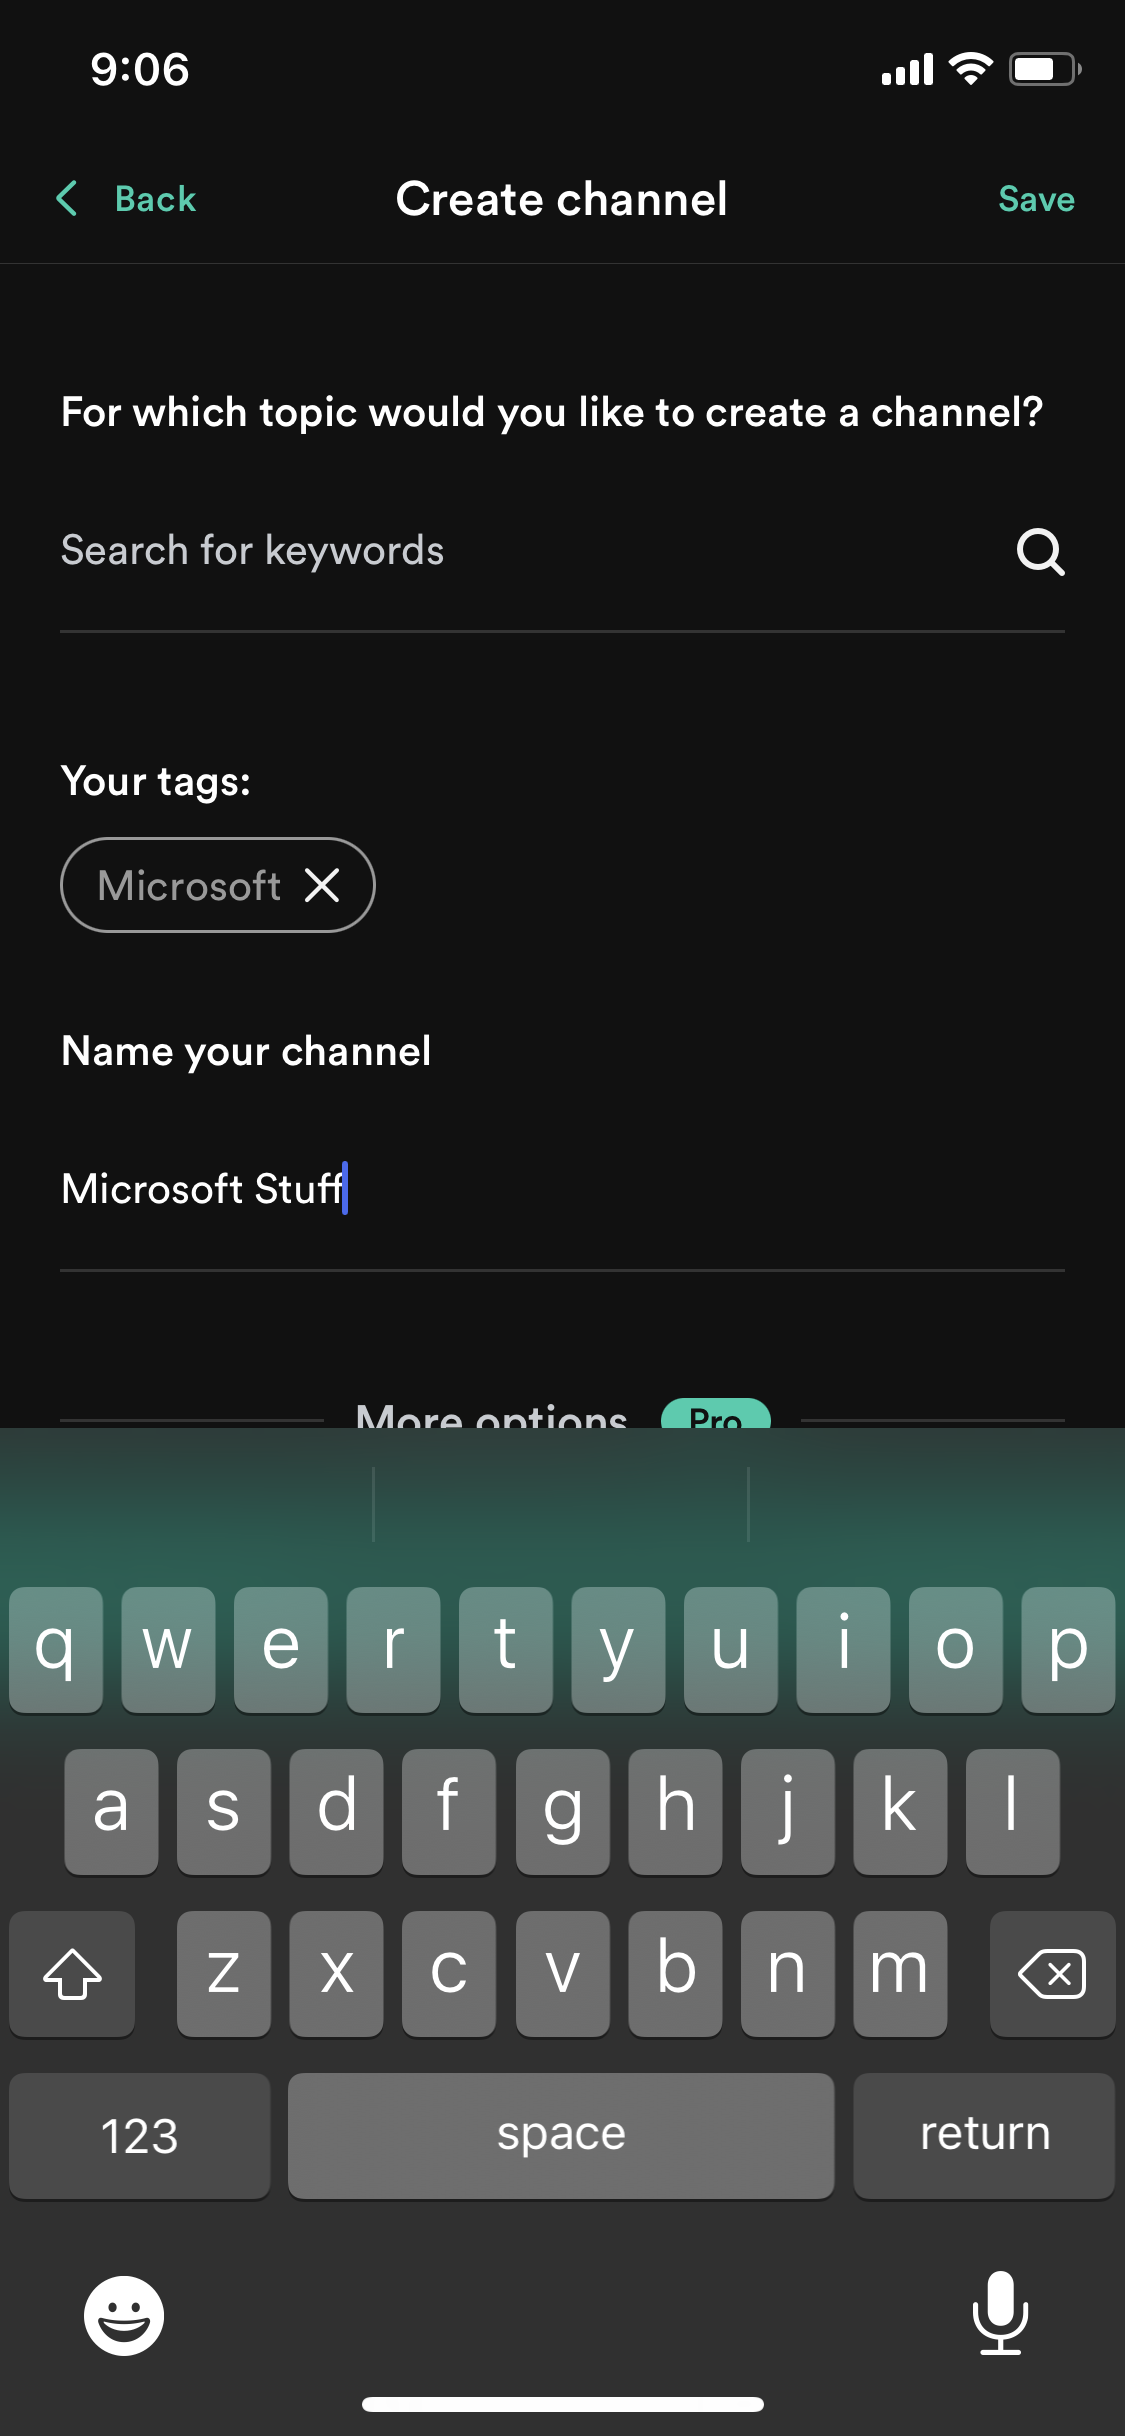 9:06
Back Create channel Save
For which topic would you like to create a channel?
Search for keywords
Your tags:
Microsoft
Name your channel
Microsoft Stuff
More options Pro
q w e r t y u i o p
a s d f g h j k l
z x c v b n m
123 space return